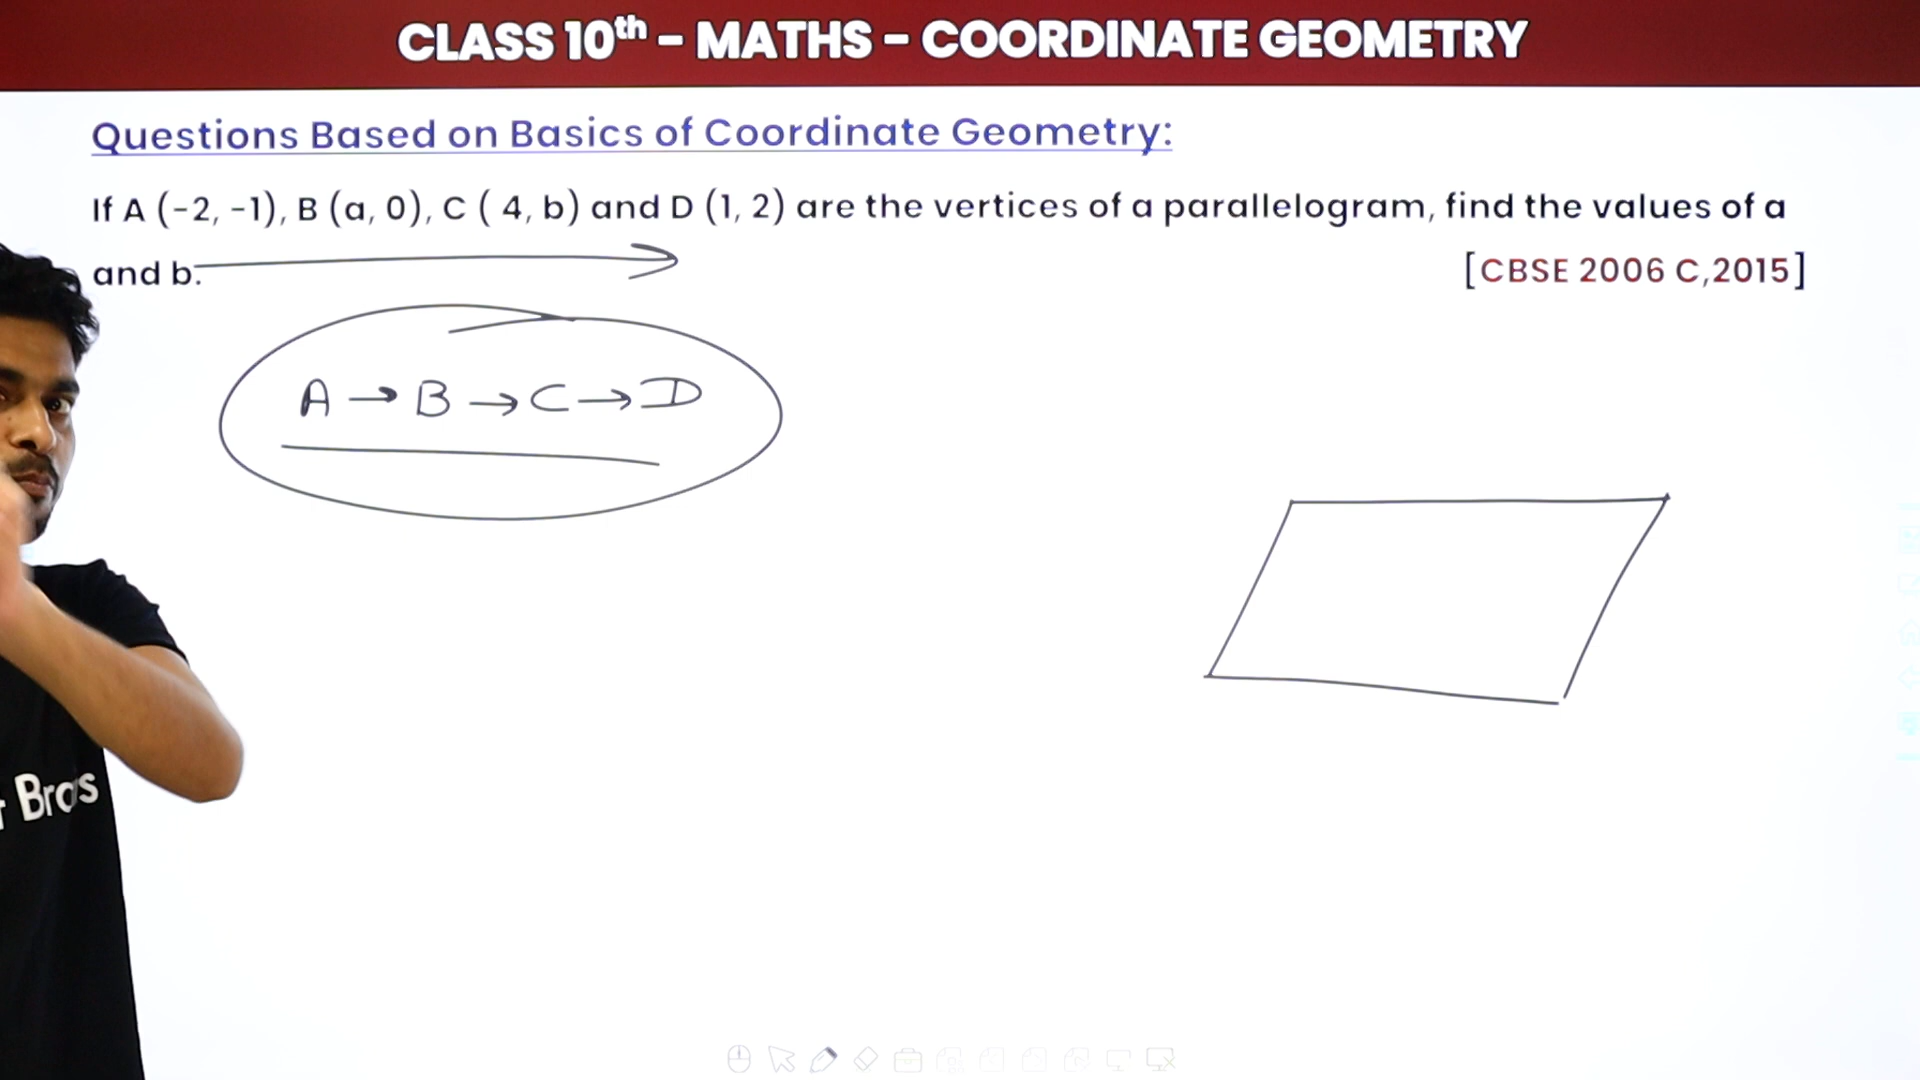 CLASS 10th - MATHS - COORDINATE GEOMETRY
Questions Based on Basics of Coordinate Geometry:
If A (-2, -1), B (a, 0), C ( 4, b) and D (1, 2) are the vertices of a parallelogram, find the values of a
and b.
[CBSE 2006 C,2015]
A → B → C → D
Bros